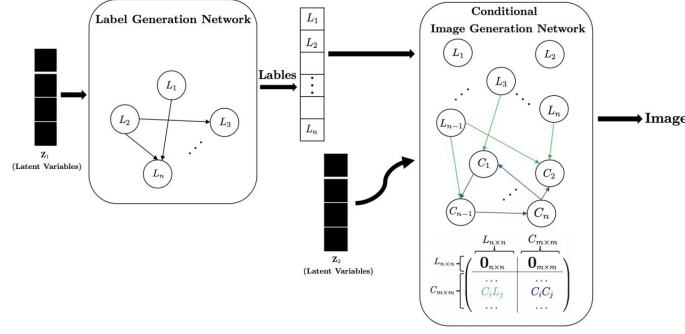 Label Generation Network
L1
L2
L3
Ln
Z1
(Latent Variables)
Lables
L1
L2
Ln
Z2
(Latent Variables)
Conditional
Image Generation Network
L1
L2
L3
Ln-1
Ln
C1
C2
Cn-1
Cn
Ln×n Cm×m
Ln×n 0n×n 0m×m
Cm×m ... ...
CiLj CiCj
... ...
Image